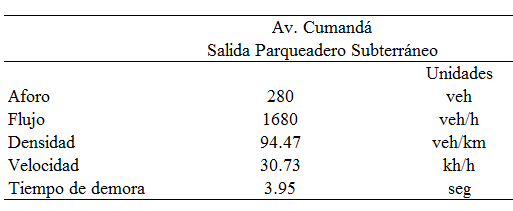 Av. Cumandá
Salida Parqueadero Subterráneo
Unidades
Aforo 280 veh
Flujo 1680 veh/h
Densidad 94.47 veh/km
Velocidad 30.73 kh/h
Tiempo de demora 3.95 seg